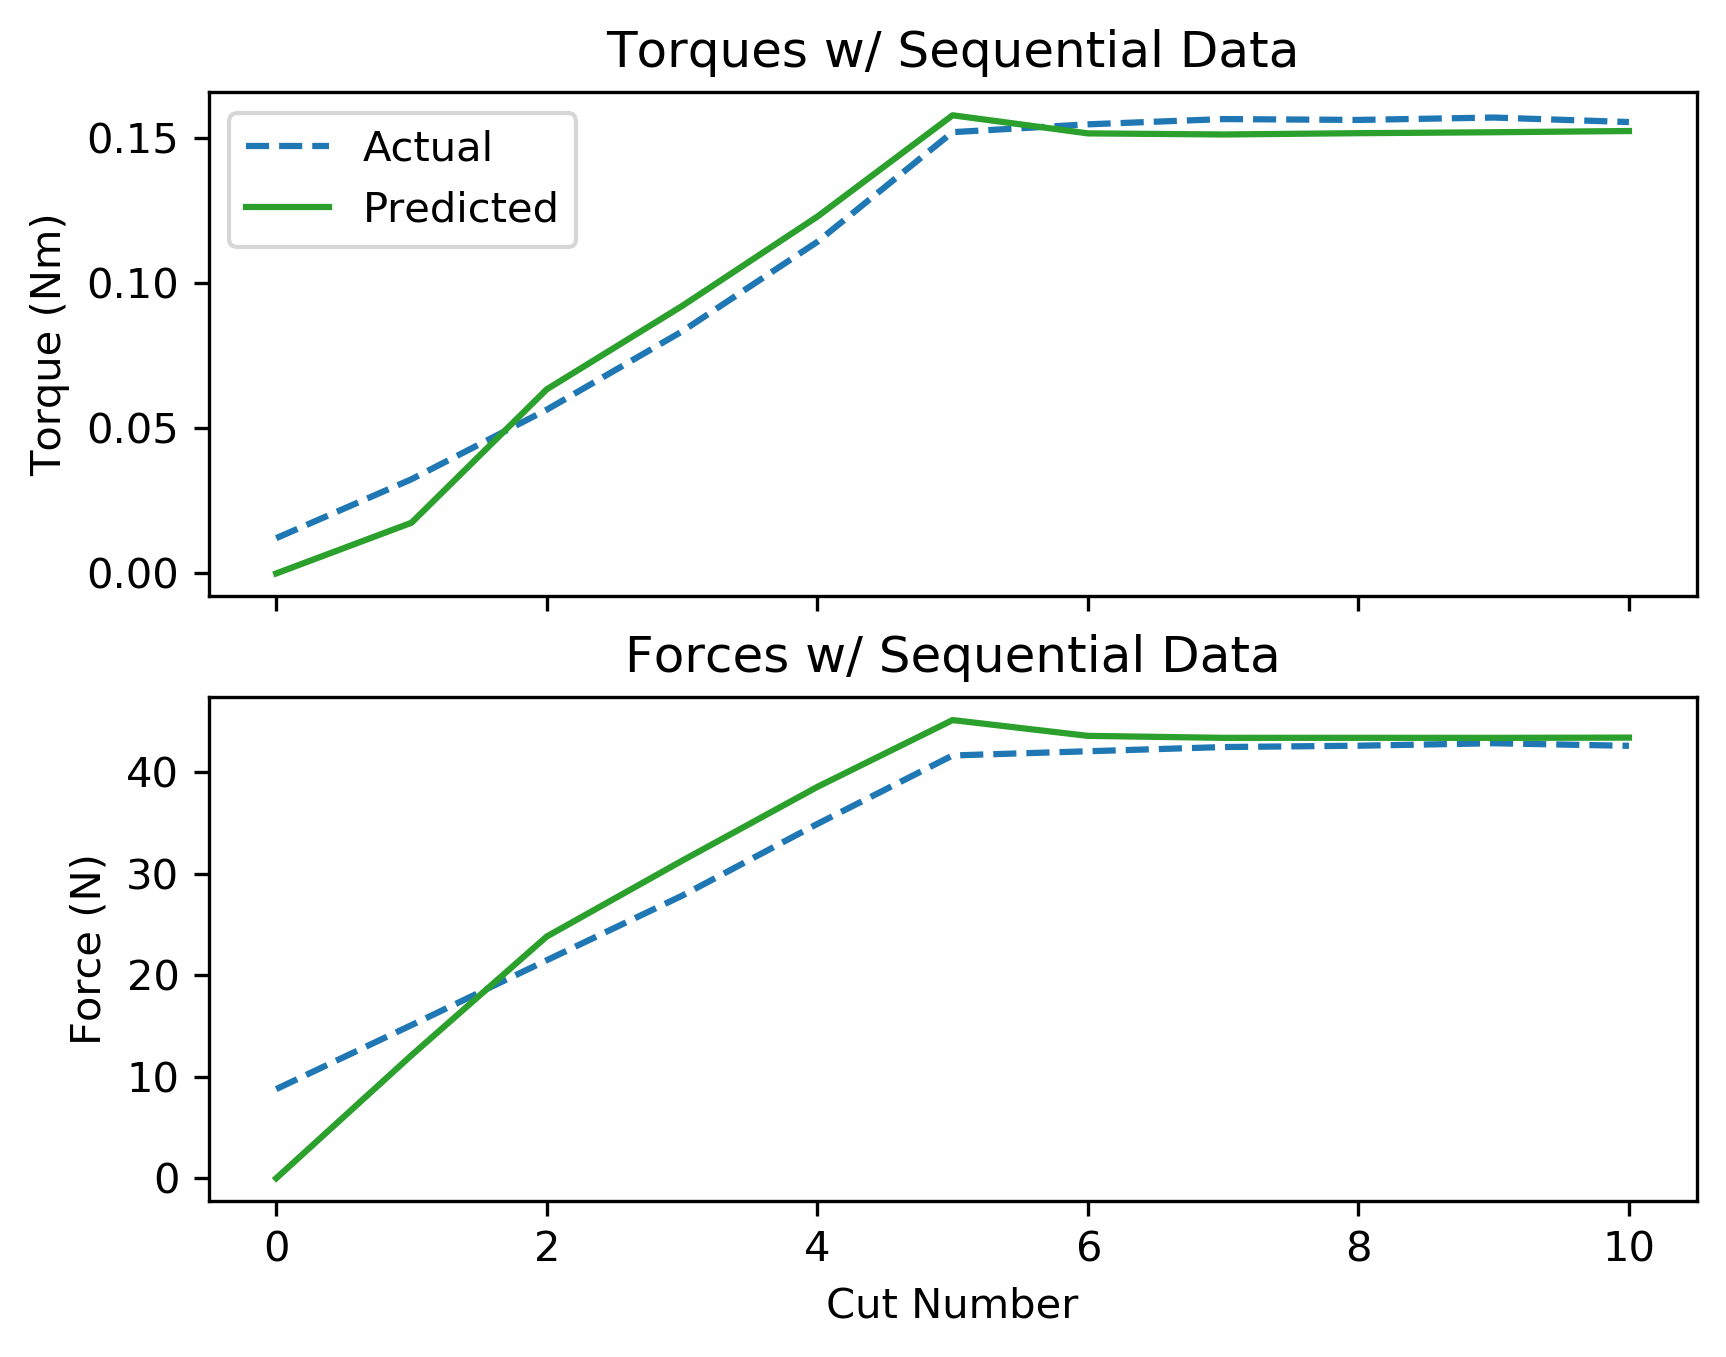 Torques w/ Sequential Data
Actual
Predicted
Torque (Nm)
0.15
0.10
0.05
0.00
Forces w/ Sequential Data
Force (N)
40
30
20
10
0
0 2 4 6 8 10
Cut Number